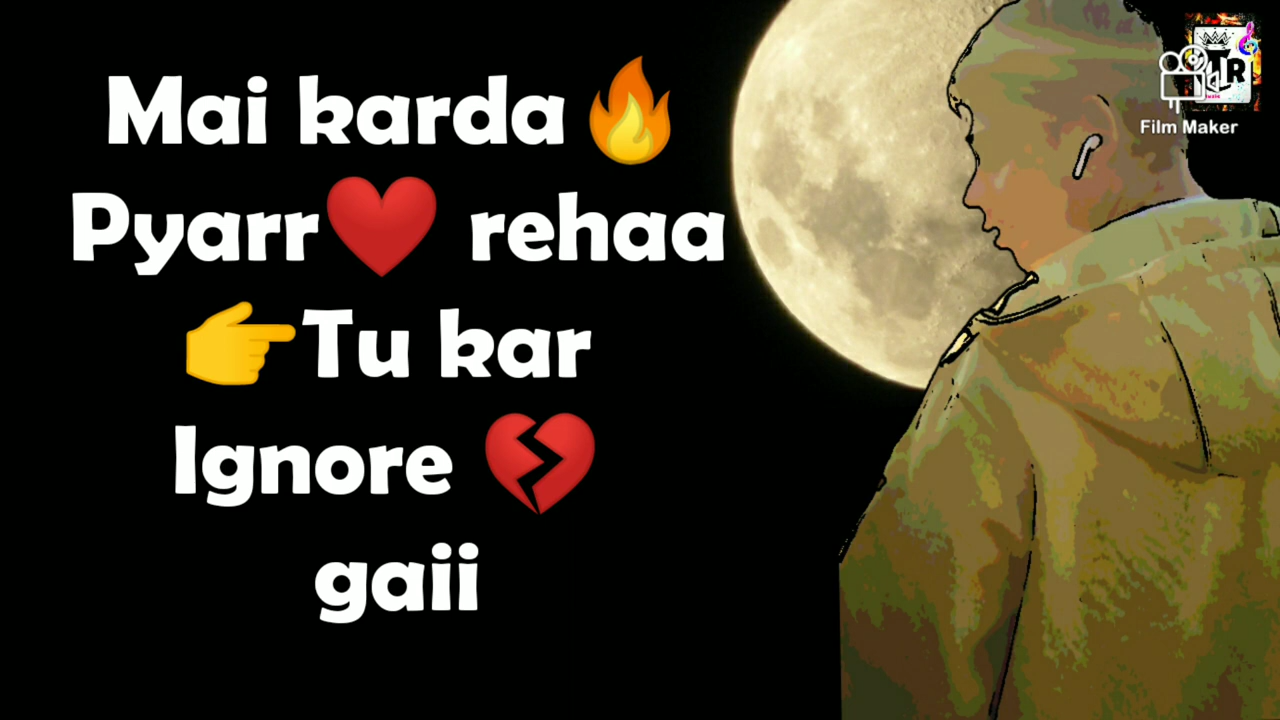 Mai karda🔥
Pyarr❤️ rehaa
👉Tu kar
Ignore 💔
gaii
Film Maker